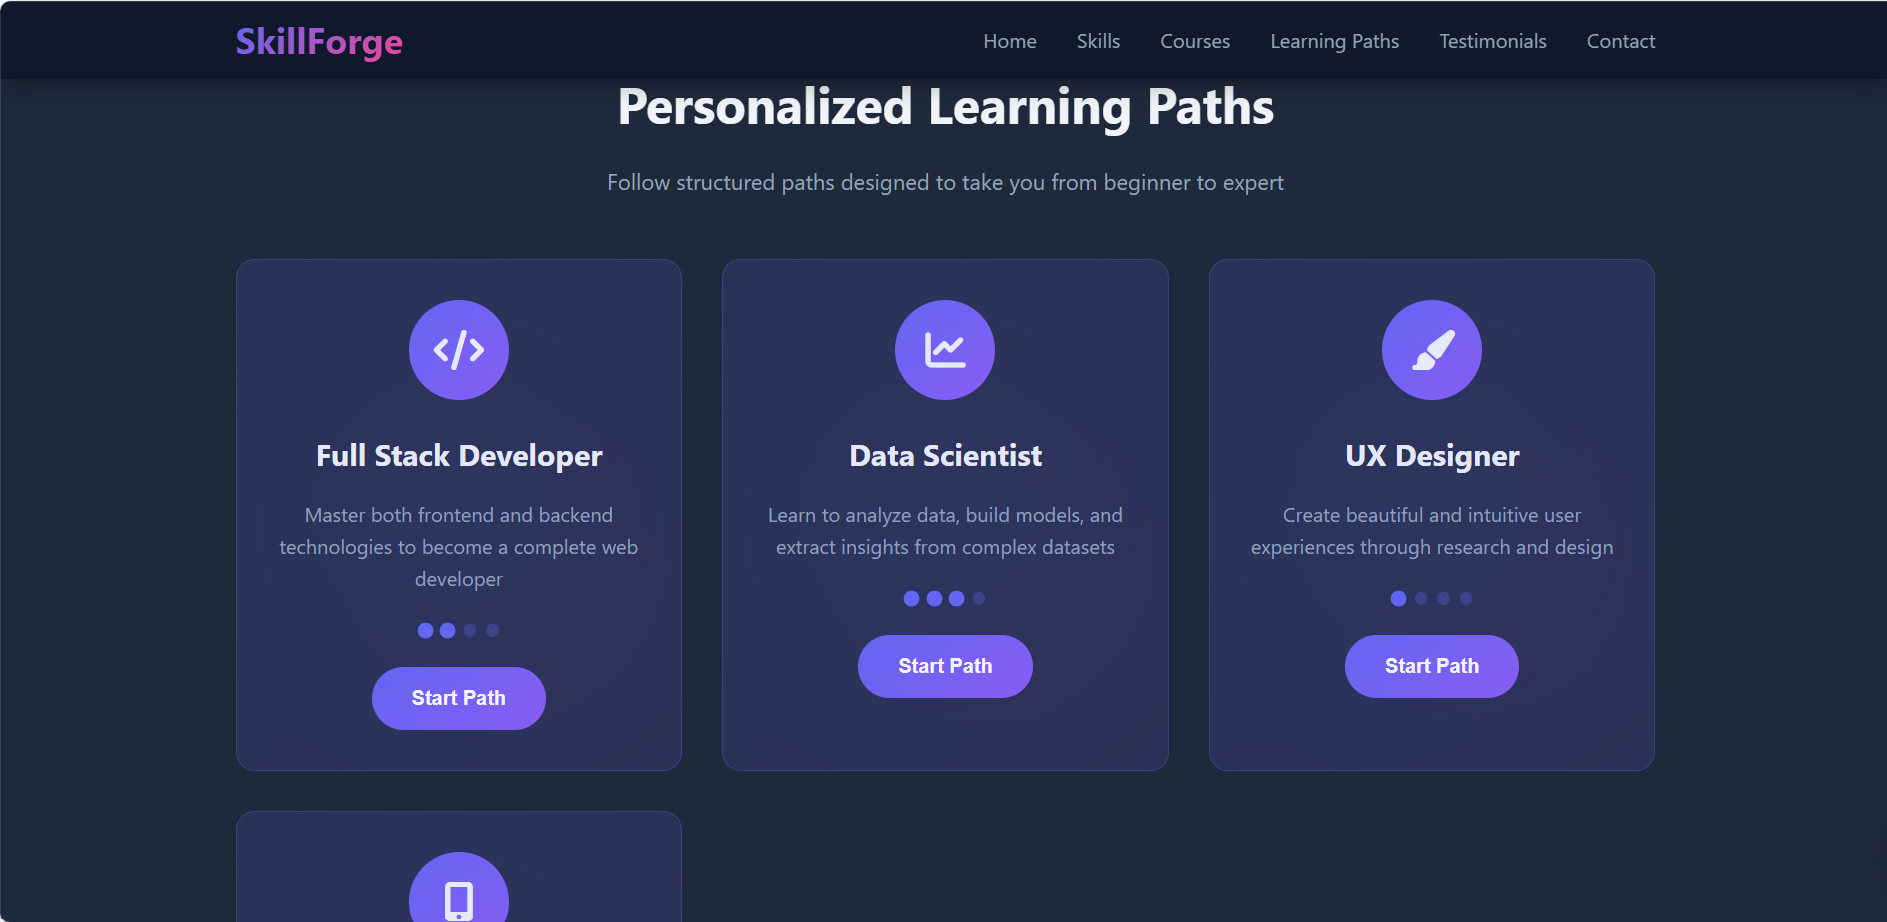 SkillForge
Home
Skills
Courses
Learning Paths
Testimonials
Contact
Personalized Learning Paths
Follow structured paths designed to take you from beginner to expert
Full Stack Developer
Master both frontend and backend
technologies to become a complete web
developer
Start Path
Data Scientist
Learn to analyze data, build models, and
extract insights from complex datasets
Start Path
UX Designer
Create beautiful and intuitive user
experiences through research and design
Start Path